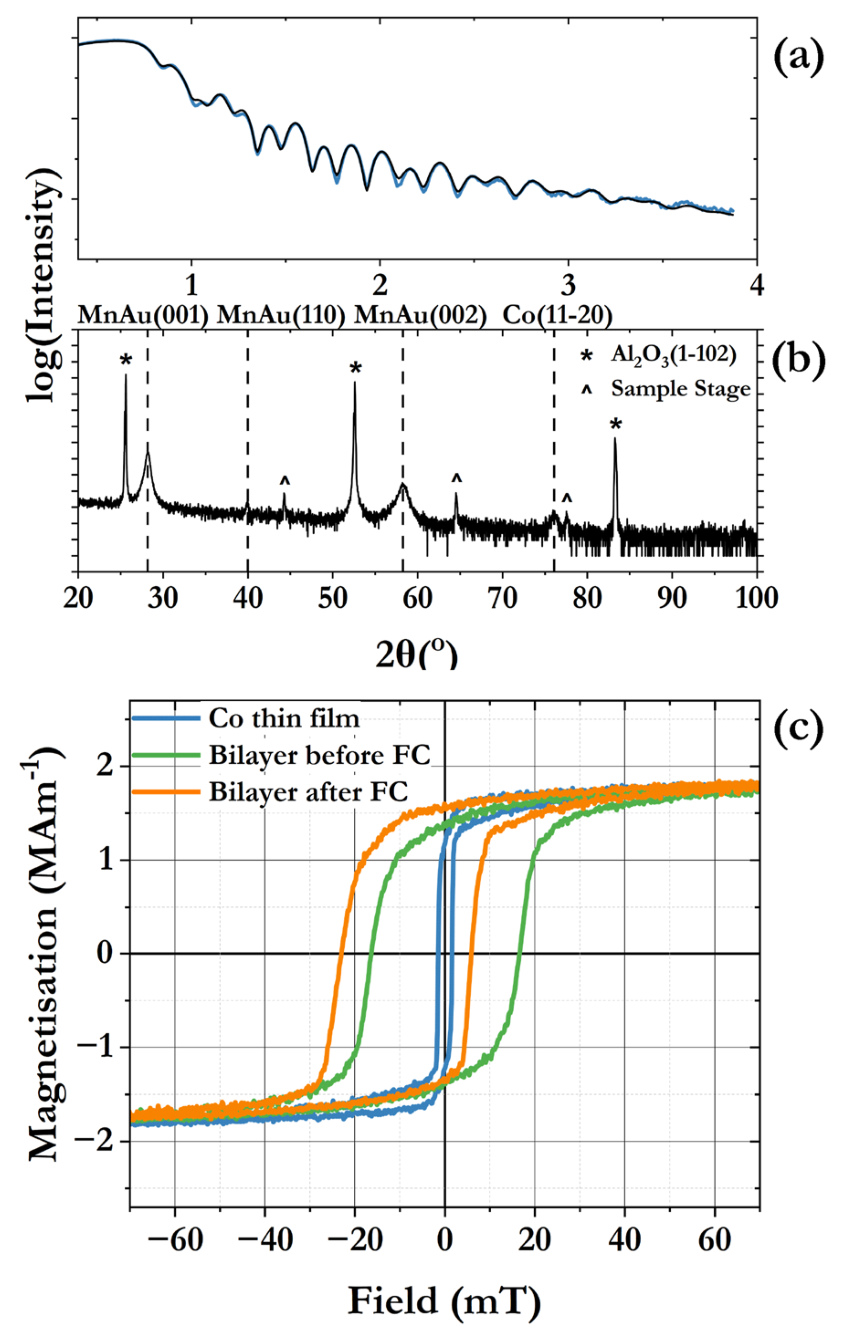 (a)
log(Intensity)
1 2 3 4
MnAu(001) MnAu(110) MnAu(002) Co(11-20)
(b)
* Al₂O₃(1-102)
^ Sample Stage
* * *
^ ^ ^
20 30 40 50 60 70 80 90 100
2θ(°)
(c)
Co thin film
Bilayer before FC
Bilayer after FC
Magnetisation (MAm⁻¹)
2
1
0
−1
−2
−60 −40 −20 0 20 40 60
Field (mT)